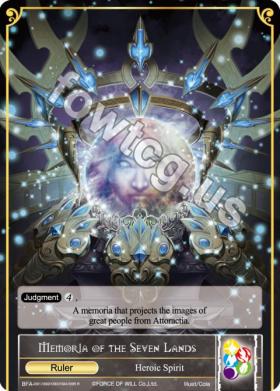 fowtcg.us
Judgment 4 .
A memoria that projects the images of
great people from Attoractia.
Memoria of the Seven Lands
Ruler
Heroic Spirit
©FORCE OF WILL Co.,Ltd.